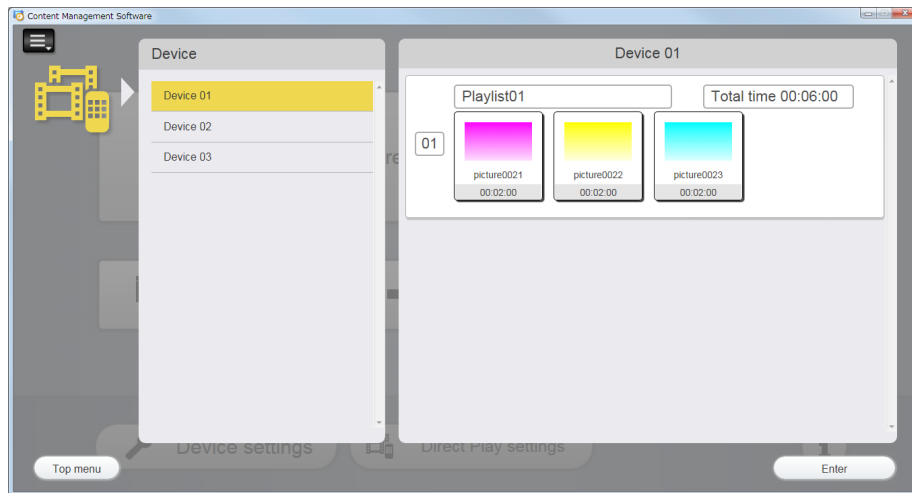 Content Management Software
Device
Device 01
Device 02
Device 03
Device 01
Playlist01
Total time 00:06:00
01
picture0021
00:02:00
picture0022
00:02:00
picture0023
00:02:00
Device settings
Direct Play settings
Top menu
Enter